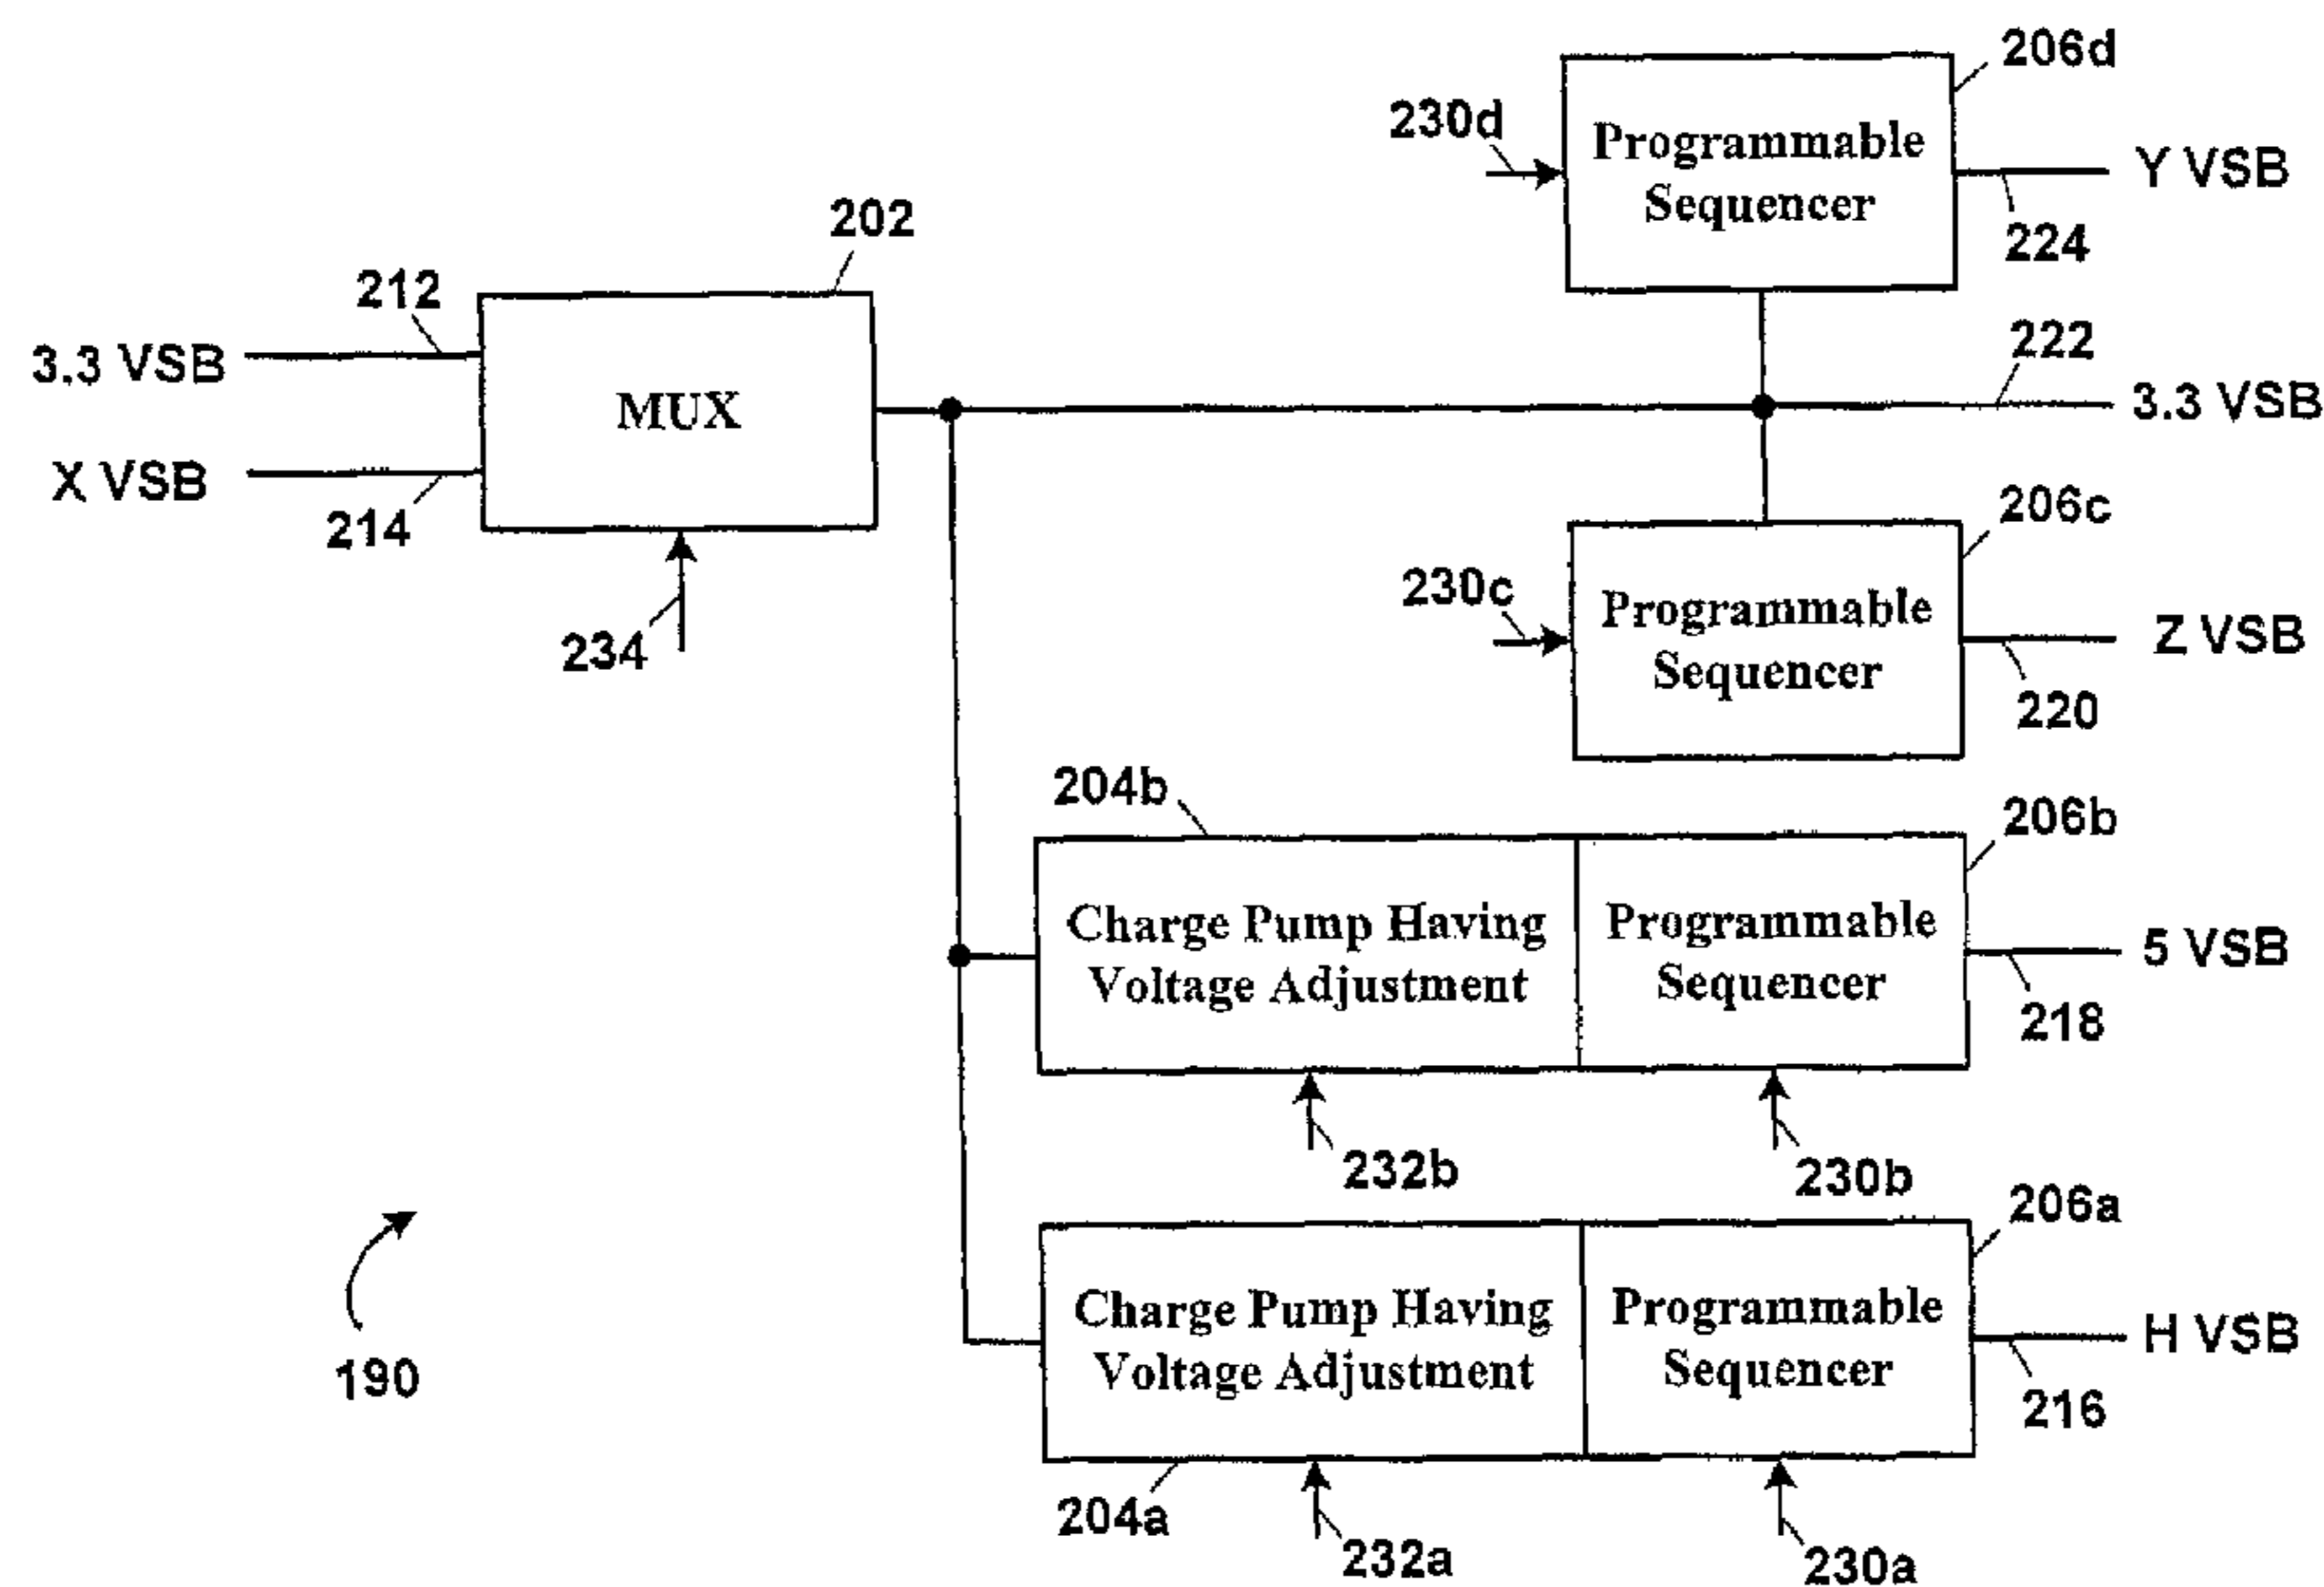 206d
230d
Programmable
Sequencer
Y VSB
224
202
212
3.3 VSB
MUX
X VSB
214
234
222
3.3 VSB
206c
230c
Programmable
Sequencer
Z VSB
220
204b
206b
Charge Pump Having
Voltage Adjustment
Programmable
Sequencer
5 VSB
218
232b
230b
206a
Charge Pump Having
Voltage Adjustment
Programmable
Sequencer
H VSB
216
190
204a
232a
230a